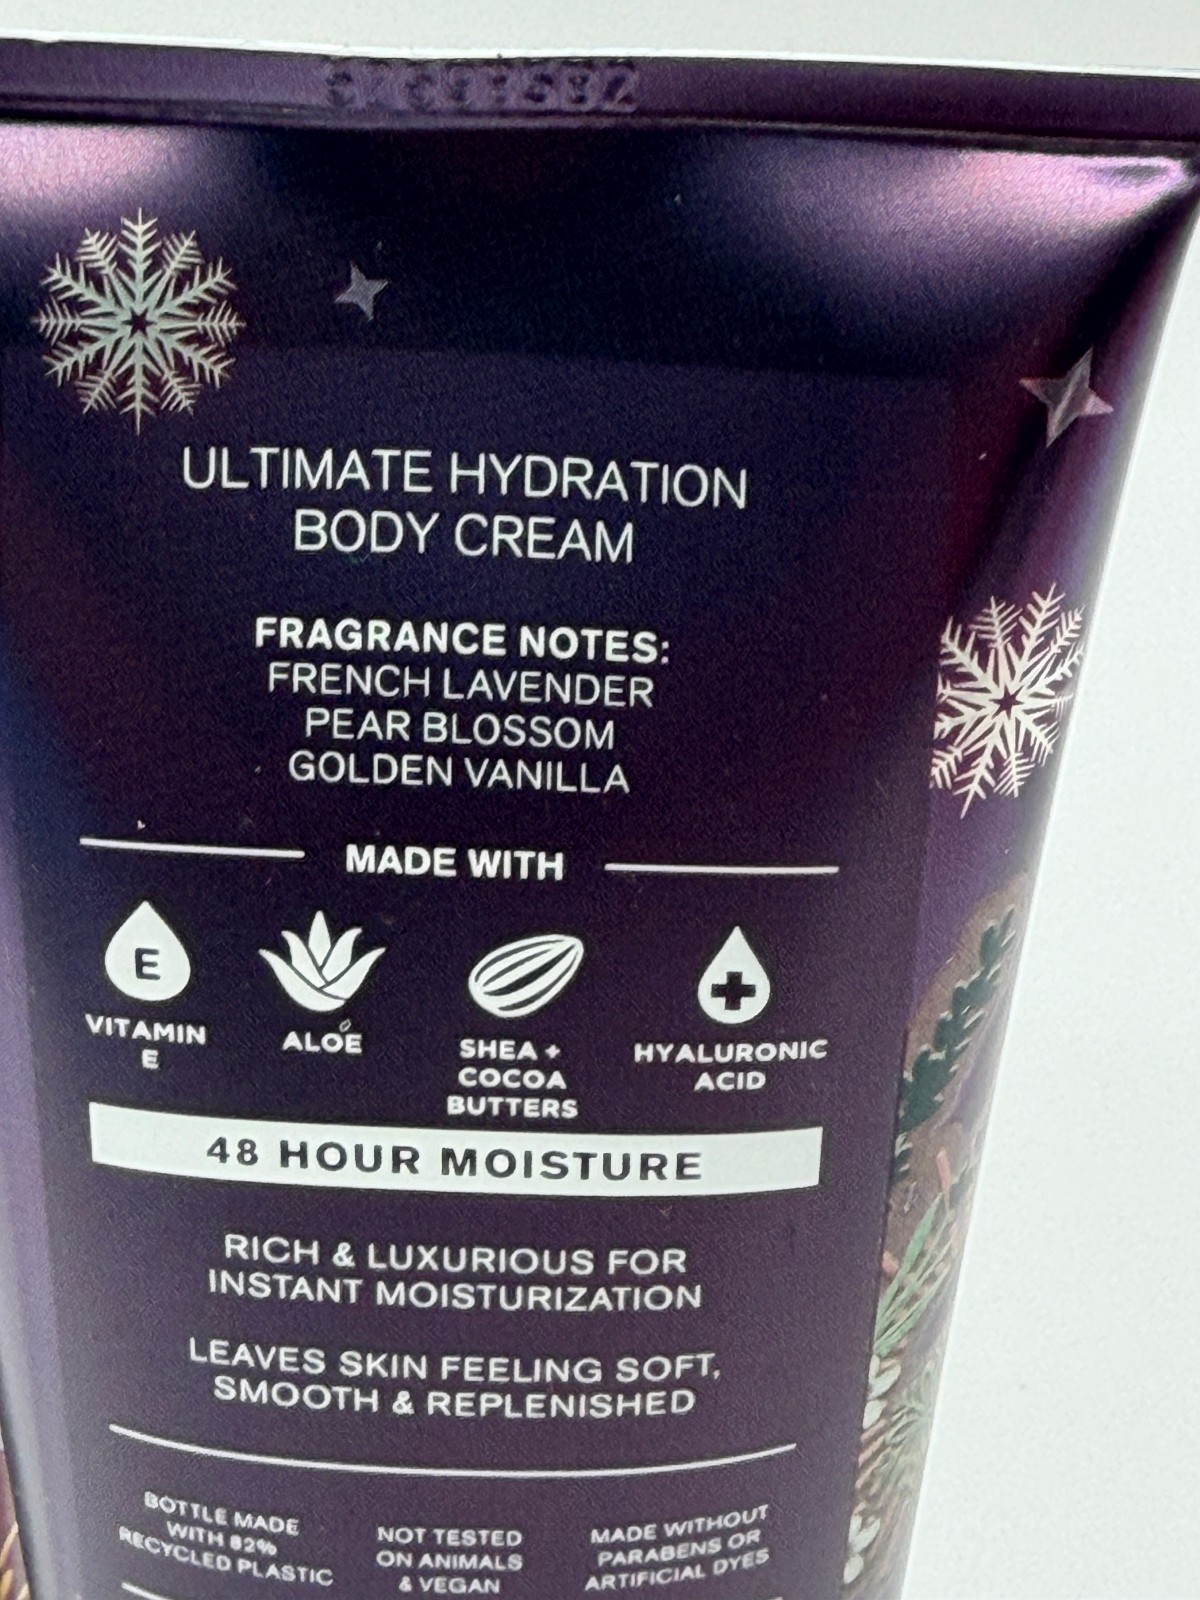 ULTIMATE HYDRATION
BODY CREAM
FRAGRANCE NOTES:
FRENCH LAVENDER
PEAR BLOSSOM
GOLDEN VANILLA
MADE WITH
E
VITAMIN
E
ALOE
SHEA +
COCOA
BUTTERS
HYALURONIC
ACID
48 HOUR MOISTURE
RICH & LUXURIOUS FOR
INSTANT MOISTURIZATION
LEAVES SKIN FEELING SOFT,
SMOOTH & REPLENISHED
BOTTLE MADE
WITH 82%
RECYCLED PLASTIC
NOT TESTED
ON ANIMALS
& VEGAN
MADE WITHOUT
PARABENS OR
ARTIFICIAL DYES